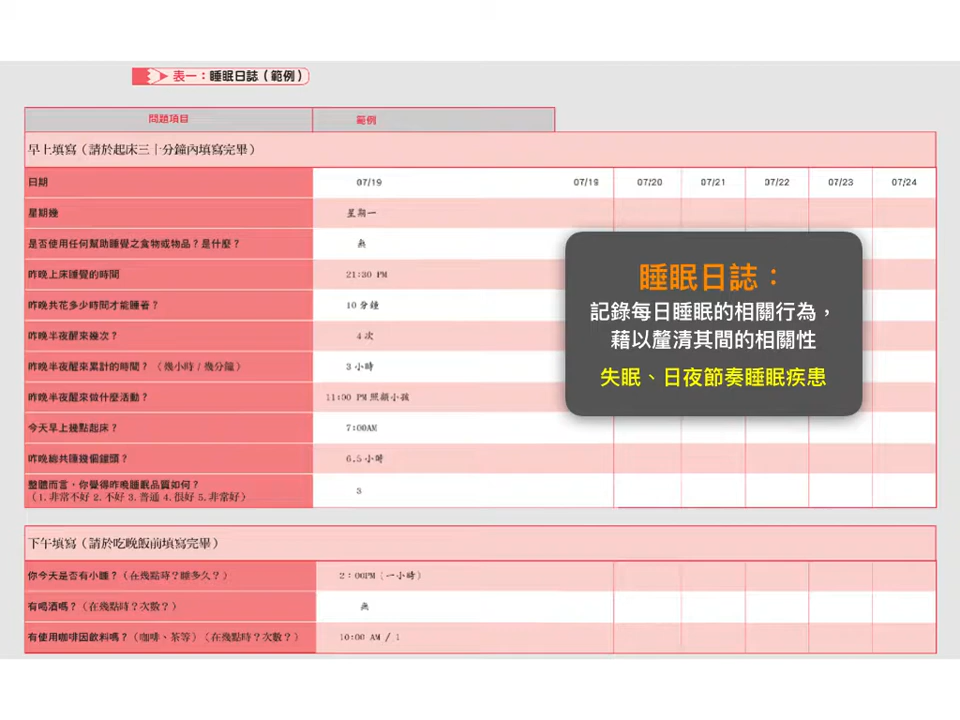 表一：睡眠日誌（範例）
問題項目 範例
早上填寫（請於起床三十分鐘內填寫完畢）
日期 07/19 07/19 07/20 07/21 07/22 07/23 07/24
星期幾 星期一
是否使用任何幫助睡覺之食物或物品？是什麼？ 無
昨晚上床睡覺的時間 21:30 PM
昨晚共花多少時間才能睡著？ 10 分鐘
昨晚半夜醒來幾次？ 4 次
昨晚半夜醒來累計的時間？（幾小時 / 幾分鐘） 3 小時
昨晚半夜醒來做什麼活動？ 11:00 PM 照顧小孩
今天早上幾點起床？ 7:00AM
昨晚總共睡幾個鐘頭？ 6.5 小時
整體而言，你覺得昨晚睡眠品質如何？
（1. 非常不好 2. 不好 3. 普通 4. 很好 5. 非常好） 3
睡眠日誌：
記錄每日睡眠的相關行為，
藉以釐清其間的相關性
失眠、日夜節奏睡眠疾患
下午填寫（請於吃晚飯前填寫完畢）
你今天是否有小睡？（在幾點時？睡多久？） 2：00PM（一小時）
有喝酒嗎？（在幾點時？次數？） 無
有使用咖啡因飲料嗎？（咖啡、茶等）（在幾點時？次數？） 10:00 AM / 1